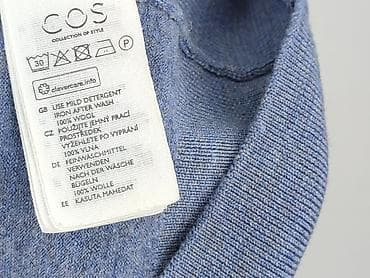 COS
COLLECTION OF STYLE
30
P
clevercare.info
GB USE MILD DETERGENT
IRON AFTER WASH
100% WOOL
CZ POUŽIJTE JEMNÝ PRACÍ
PROSTŘEDEK
VYŽEHLETE PO VYPRÁNÍ
100% VLNA
DE FEINWASCHMITTEL
VERWENDEN
NACH DER WÄSCHE
BÜGELN
100% WOLLE
EE KASUTA MAHEDAT